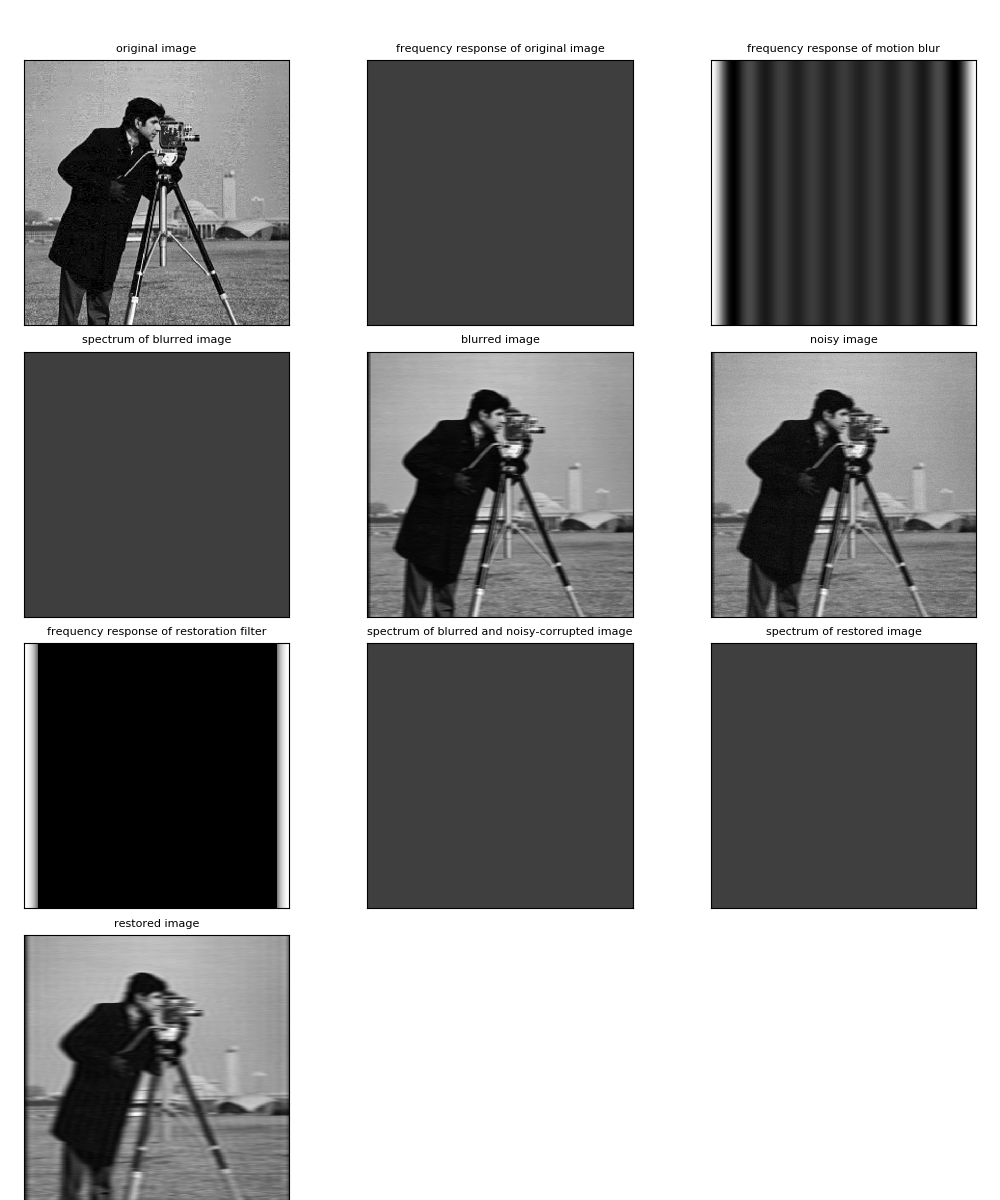 original image
frequency response of original image
frequency response of motion blur
spectrum of blurred image
blurred image
noisy image
frequency response of restoration filter
spectrum of blurred and noisy-corrupted image
spectrum of restored image
restored image